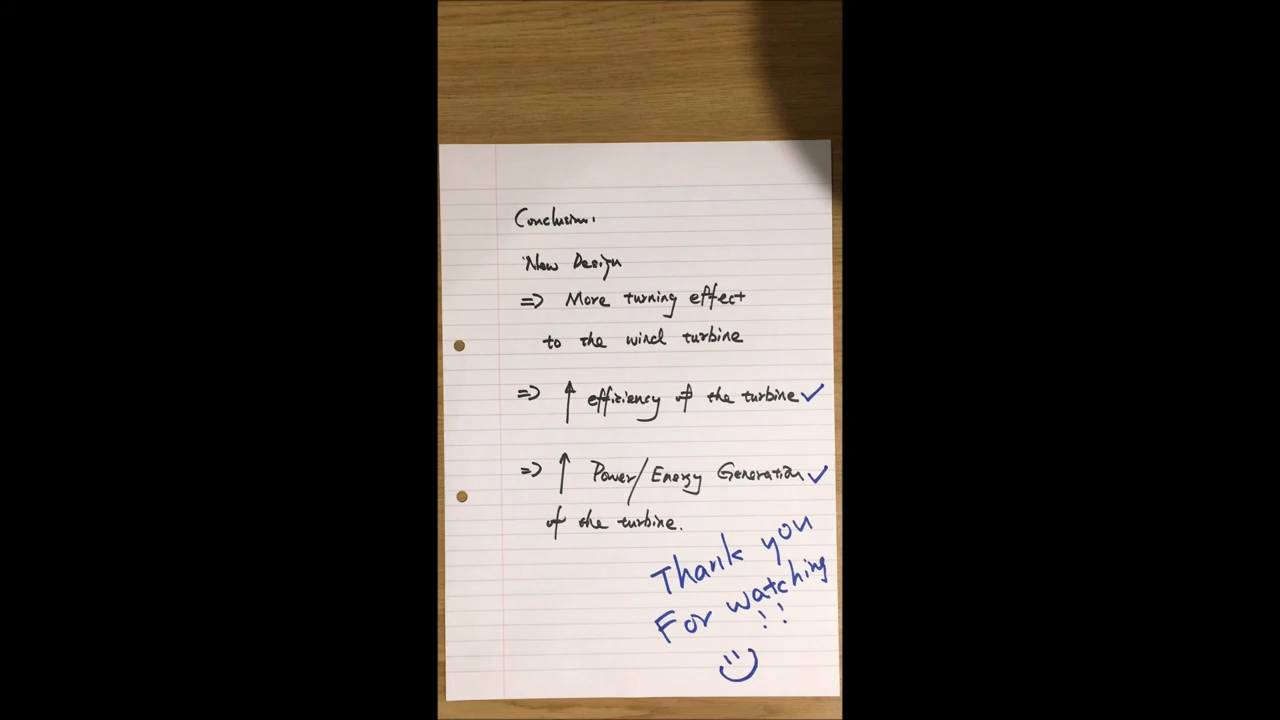 Conclusion.
New Design
=> More turning effect
to the wind turbine
=> ↑ efficiency of the turbine ✓
=> ↑ Power/Energy Generation ✓
of the turbine.
Thank you
For watching
!!